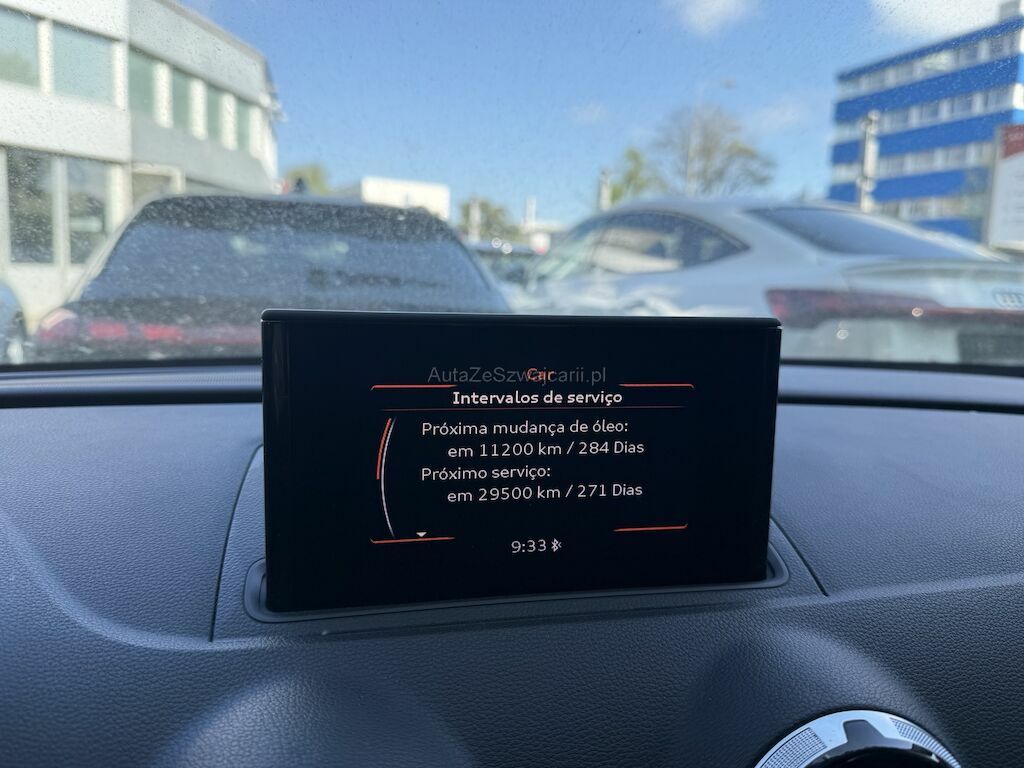 Car
AutaZeSzwajcarii.pl
Intervalos de serviço
Próxima mudança de óleo:
em 11200 km / 284 Dias
Próximo serviço:
em 29500 km / 271 Dias
9:33